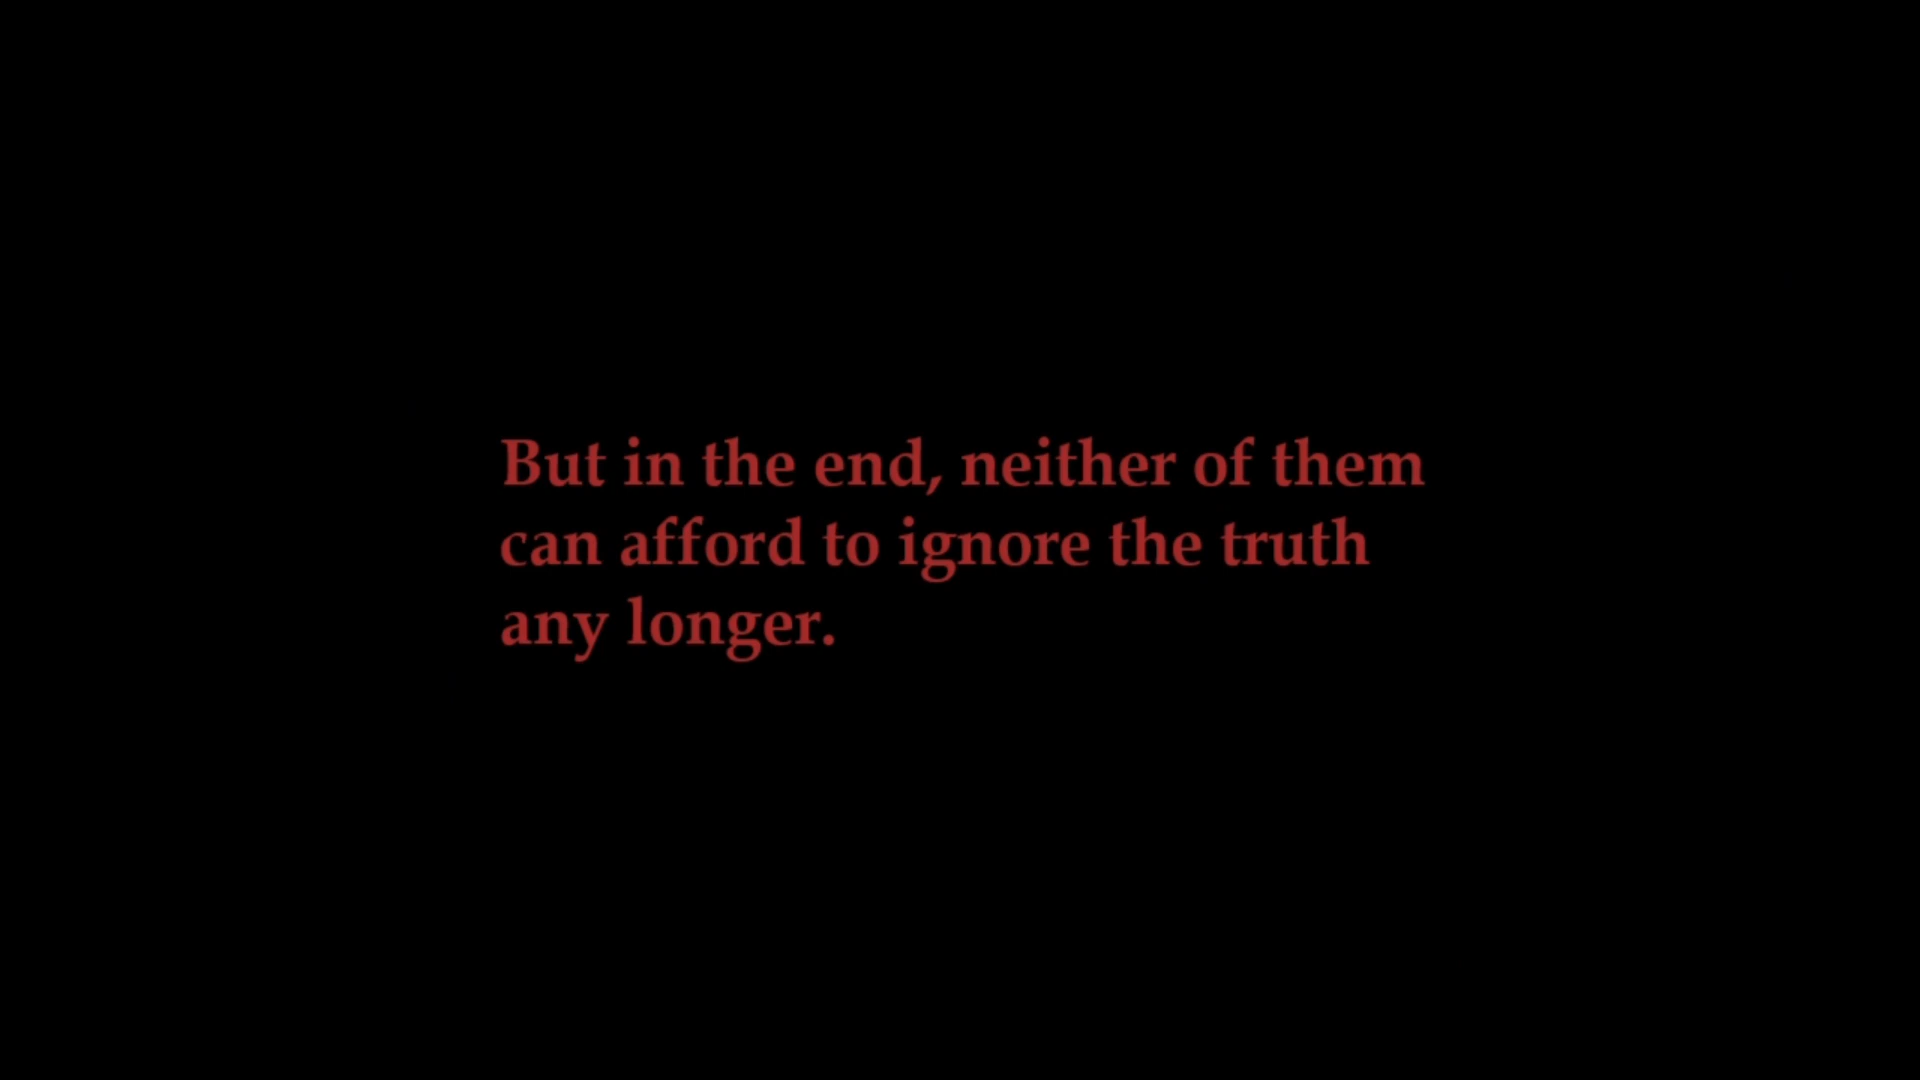 But in the end, neither of them
can afford to ignore the truth
any longer.